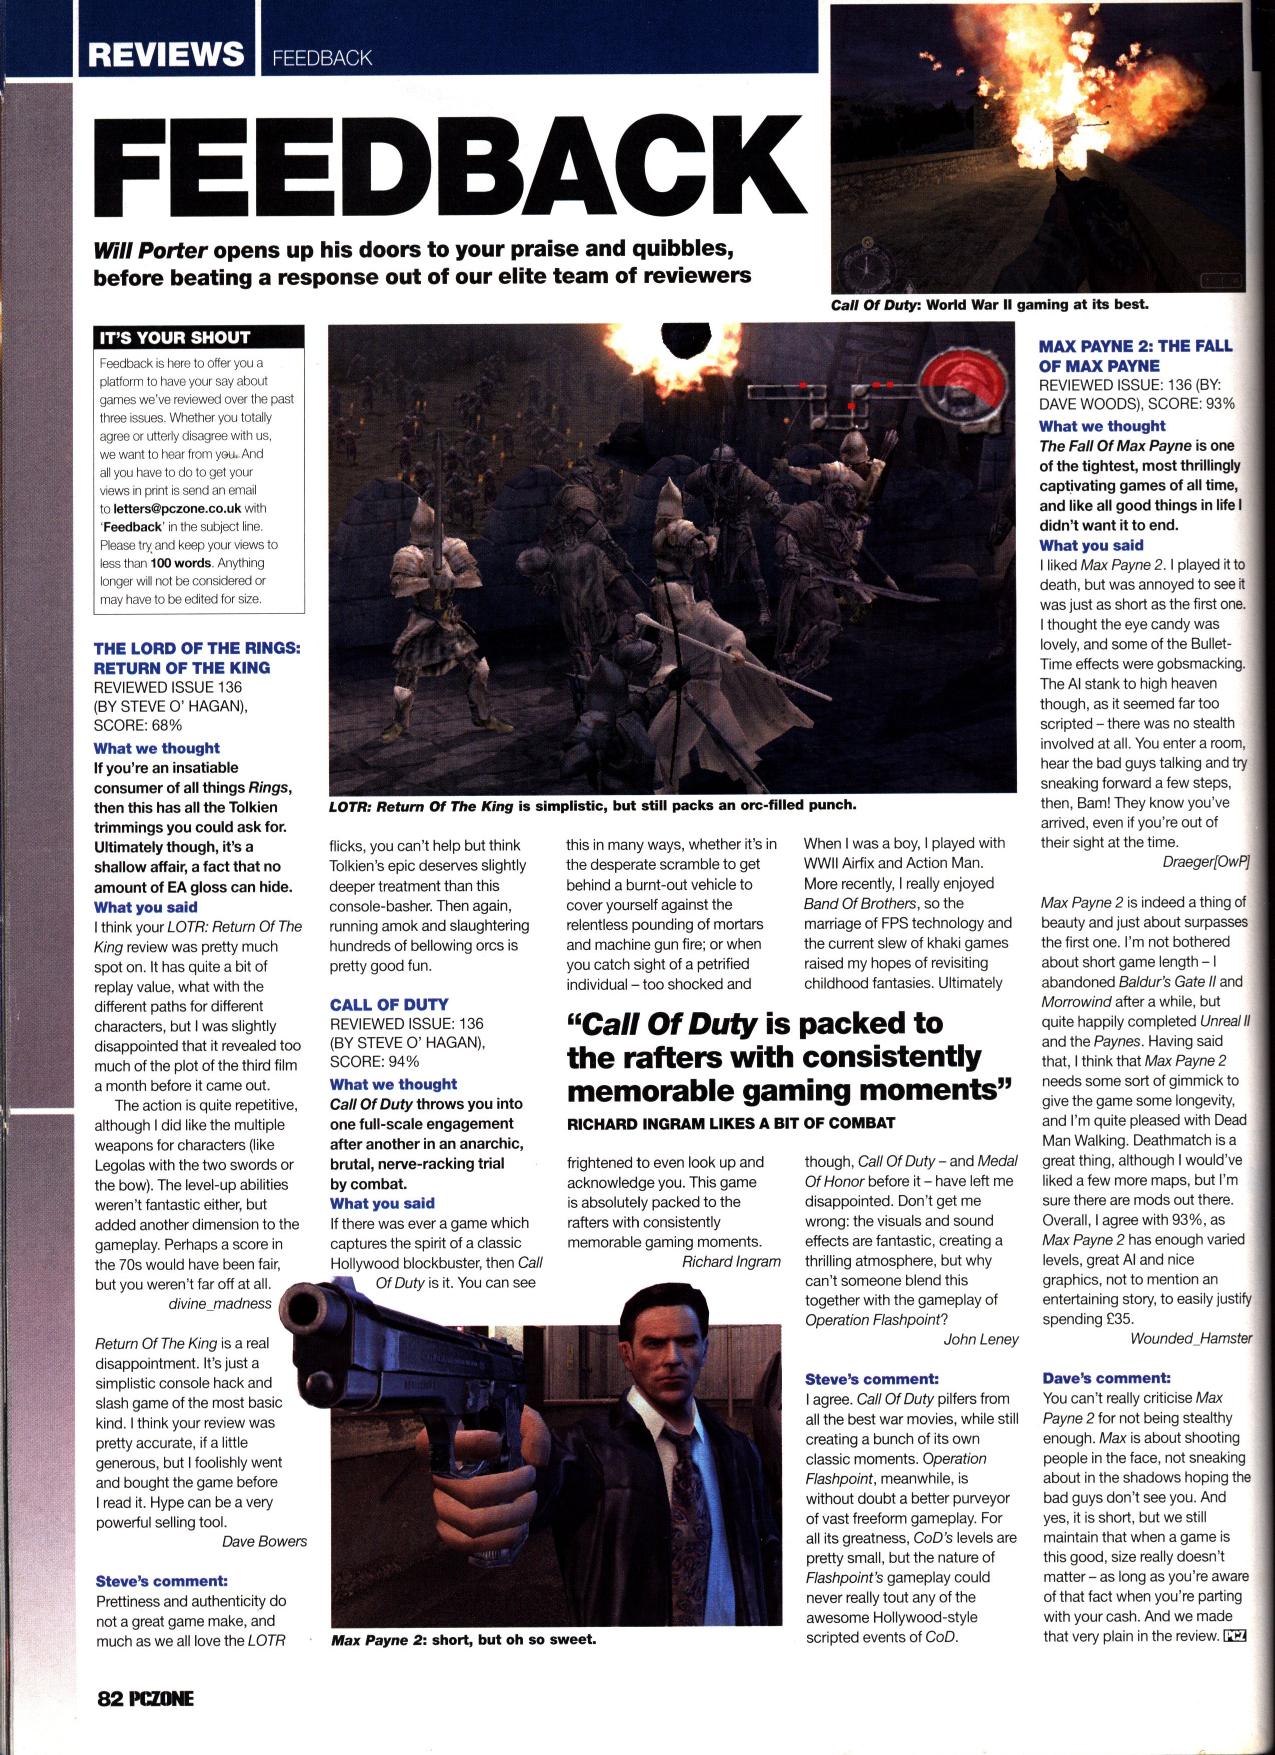 REVIEWS
FEEDBACK
FEEDBACK
Will Porter opens up his doors to your praise and quibbles,
before beating a response out of our elite team of reviewers
Call Of Duty: World War II gaming at its best.
IT'S YOUR SHOUT
Feedback is here to offer you a
platform to have your say about
games we've reviewed over the past
three issues. Whether you totally
agree or utterly disagree with us,
we want to hear from you. And
all you have to do to get your
views in print is send an email
to letters@pczone.co.uk with
'Feedback' in the subject line.
Please try and keep your views to
less than 100 words. Anything
longer will not be considered or
may have to be edited for size.
THE LORD OF THE RINGS:
RETURN OF THE KING
REVIEWED ISSUE 136
(BY STEVE O' HAGAN),
SCORE: 68%
What we thought
If you're an insatiable
consumer of all things Rings,
then this has all the Tolkien
trimmings you could ask for.
Ultimately though, it's a
shallow affair, a fact that no
amount of EA gloss can hide.
What you said
I think your LOTR: Return Of The
King review was pretty much
spot on. It has quite a bit of
replay value, what with the
different paths for different
characters, but I was slightly
disappointed that it revealed too
much of the plot of the third film
a month before it came out.
The action is quite repetitive,
although I did like the multiple
weapons for characters (like
Legolas with the two swords or
the bow). The level-up abilities
weren't fantastic either, but
added another dimension to the
gameplay. Perhaps a score in
the 70s would have been fair,
but you weren't far off at all.
divine_madness
Return Of The King is a real
disappointment. It's just a
simplistic console hack and
slash game of the most basic
kind. I think your review was
pretty accurate, if a little
generous, but I foolishly went
and bought the game before
I read it. Hype can be a very
powerful selling tool.
Dave Bowers
Steve's comment:
Prettiness and authenticity do
not a great game make, and
much as we all love the LOTR
LOTR: Return Of The King is simplistic, but still packs an orc-filled punch.
flicks, you can't help but think
Tolkien's epic deserves slightly
deeper treatment than this
console-basher. Then again,
running amok and slaughtering
hundreds of bellowing orcs is
pretty good fun.
CALL OF DUTY
REVIEWED ISSUE: 136
(BY STEVE O' HAGAN),
SCORE: 94%
What we thought
Call Of Duty throws you into
one full-scale engagement
after another in an anarchic,
brutal, nerve-racking trial
by combat.
What you said
If there was ever a game which
captures the spirit of a classic
Hollywood blockbuster, then Call
Of Duty is it. You can see
this in many ways, whether it's in
the desperate scramble to get
behind a burnt-out vehicle to
cover yourself against the
relentless pounding of mortars
and machine gun fire; or when
you catch sight of a petrified
individual – too shocked and
"Call Of Duty is packed to
the rafters with consistently
memorable gaming moments"
RICHARD INGRAM LIKES A BIT OF COMBAT
frightened to even look up and
acknowledge you. This game
is absolutely packed to the
rafters with consistently
memorable gaming moments.
Richard Ingram
Max Payne 2: short, but oh so sweet.
When I was a boy, I played with
WWII Airfix and Action Man.
More recently, I really enjoyed
Band Of Brothers, so the
marriage of FPS technology and
the current slew of khaki games
raised my hopes of revisiting
childhood fantasies. Ultimately
though, Call Of Duty – and Medal
Of Honor before it – have left me
disappointed. Don't get me
wrong: the visuals and sound
effects are fantastic, creating a
thrilling atmosphere, but why
can't someone blend this
together with the gameplay of
Operation Flashpoint?
John Leney
Steve's comment:
I agree. Call Of Duty pilfers from
all the best war movies, while still
creating a bunch of its own
classic moments. Operation
Flashpoint, meanwhile, is
without doubt a better purveyor
of vast freeform gameplay. For
all its greatness, CoD's levels are
pretty small, but the nature of
Flashpoint's gameplay could
never really tout any of the
awesome Hollywood-style
scripted events of CoD.
MAX PAYNE 2: THE FALL
OF MAX PAYNE
REVIEWED ISSUE: 136 (BY:
DAVE WOODS), SCORE: 93%
What we thought
The Fall Of Max Payne is one
of the tightest, most thrillingly
captivating games of all time,
and like all good things in life I
didn't want it to end.
What you said
I liked Max Payne 2. I played it to
death, but was annoyed to see it
was just as short as the first one.
I thought the eye candy was
lovely, and some of the Bullet-
Time effects were gobsmacking.
The AI stank to high heaven
though, as it seemed far too
scripted – there was no stealth
involved at all. You enter a room,
hear the bad guys talking and try
sneaking forward a few steps,
then, Bam! They know you've
arrived, even if you're out of
their sight at the time.
Draeger[OwP]
Max Payne 2 is indeed a thing of
beauty and just about surpasses
the first one. I'm not bothered
about short game length – I
abandoned Baldur's Gate II and
Morrowind after a while, but
quite happily completed Unreal II
and the Paynes. Having said
that, I think that Max Payne 2
needs some sort of gimmick to
give the game some longevity,
and I'm quite pleased with Dead
Man Walking. Deathmatch is a
great thing, although I would've
liked a few more maps, but I'm
sure there are mods out there.
Overall, I agree with 93%, as
Max Payne 2 has enough varied
levels, great AI and nice
graphics, not to mention an
entertaining story, to easily justify
spending £35.
Wounded_Hamster
Dave's comment:
You can't really criticise Max
Payne 2 for not being stealthy
enough. Max is about shooting
people in the face, not sneaking
about in the shadows hoping the
bad guys don't see you. And
yes, it is short, but we still
maintain that when a game is
this good, size really doesn't
matter – as long as you're aware
of that fact when you're parting
with your cash. And we made
that very plain in the review. PCZ
82 PCZONE